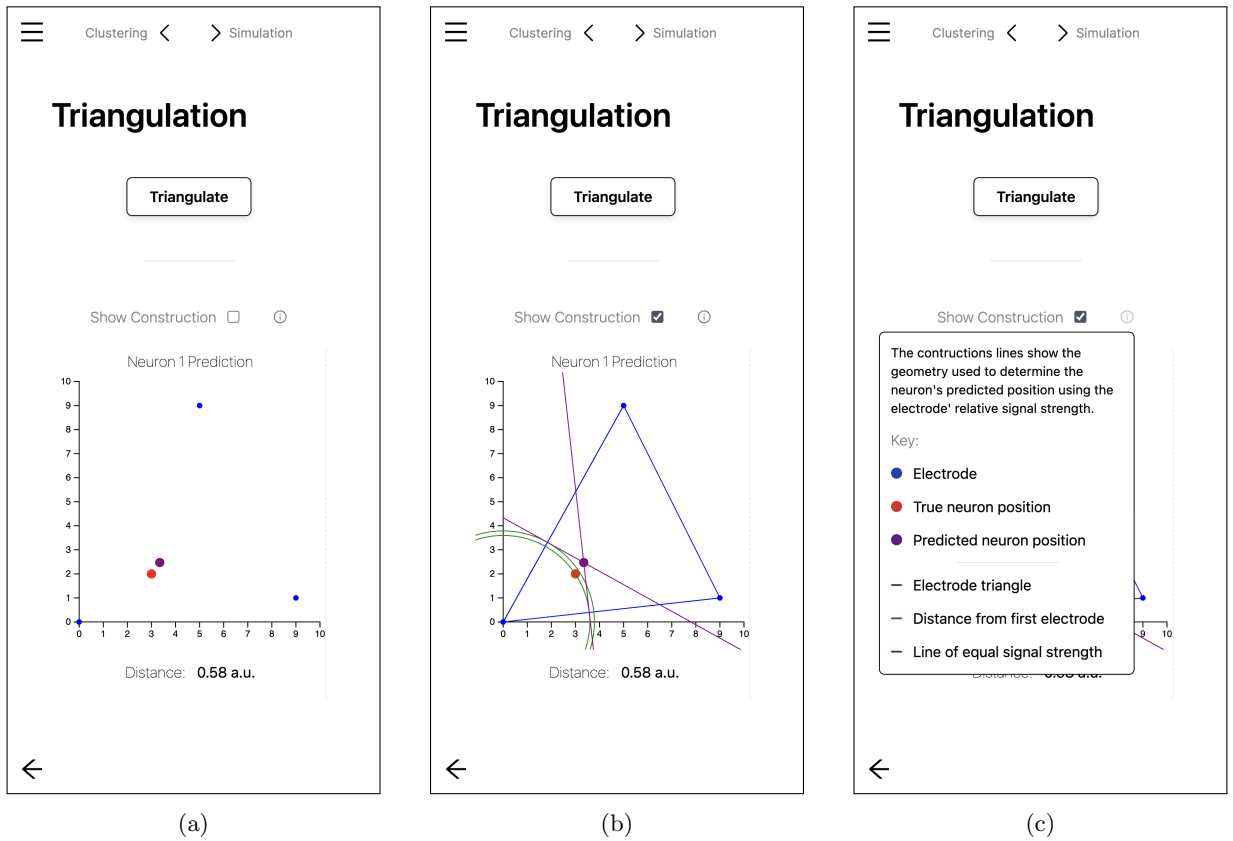 Clustering Simulation
Triangulation
Triangulate
Show Construction
Neuron 1 Prediction
10
9
8
7
6
5
4
3
2
1
0
0 1 2 3 4 5 6 7 8 9 10
Distance: 0.58 a.u.
(a)
Clustering Simulation
Triangulation
Triangulate
Show Construction
Neuron 1 Prediction
10
9
8
7
6
5
4
3
2
1
0
0 1 2 3 4 5 6 7 8 9 10
Distance: 0.58 a.u.
(b)
Clustering Simulation
Triangulation
Triangulate
Show Construction
The contructions lines show the
geometry used to determine the
neuron's predicted position using the
electrode' relative signal strength.
Key:
Electrode
True neuron position
Predicted neuron position
Electrode triangle
Distance from first electrode
Line of equal signal strength
9 10
Distance: 0.58 a.u.
(c)